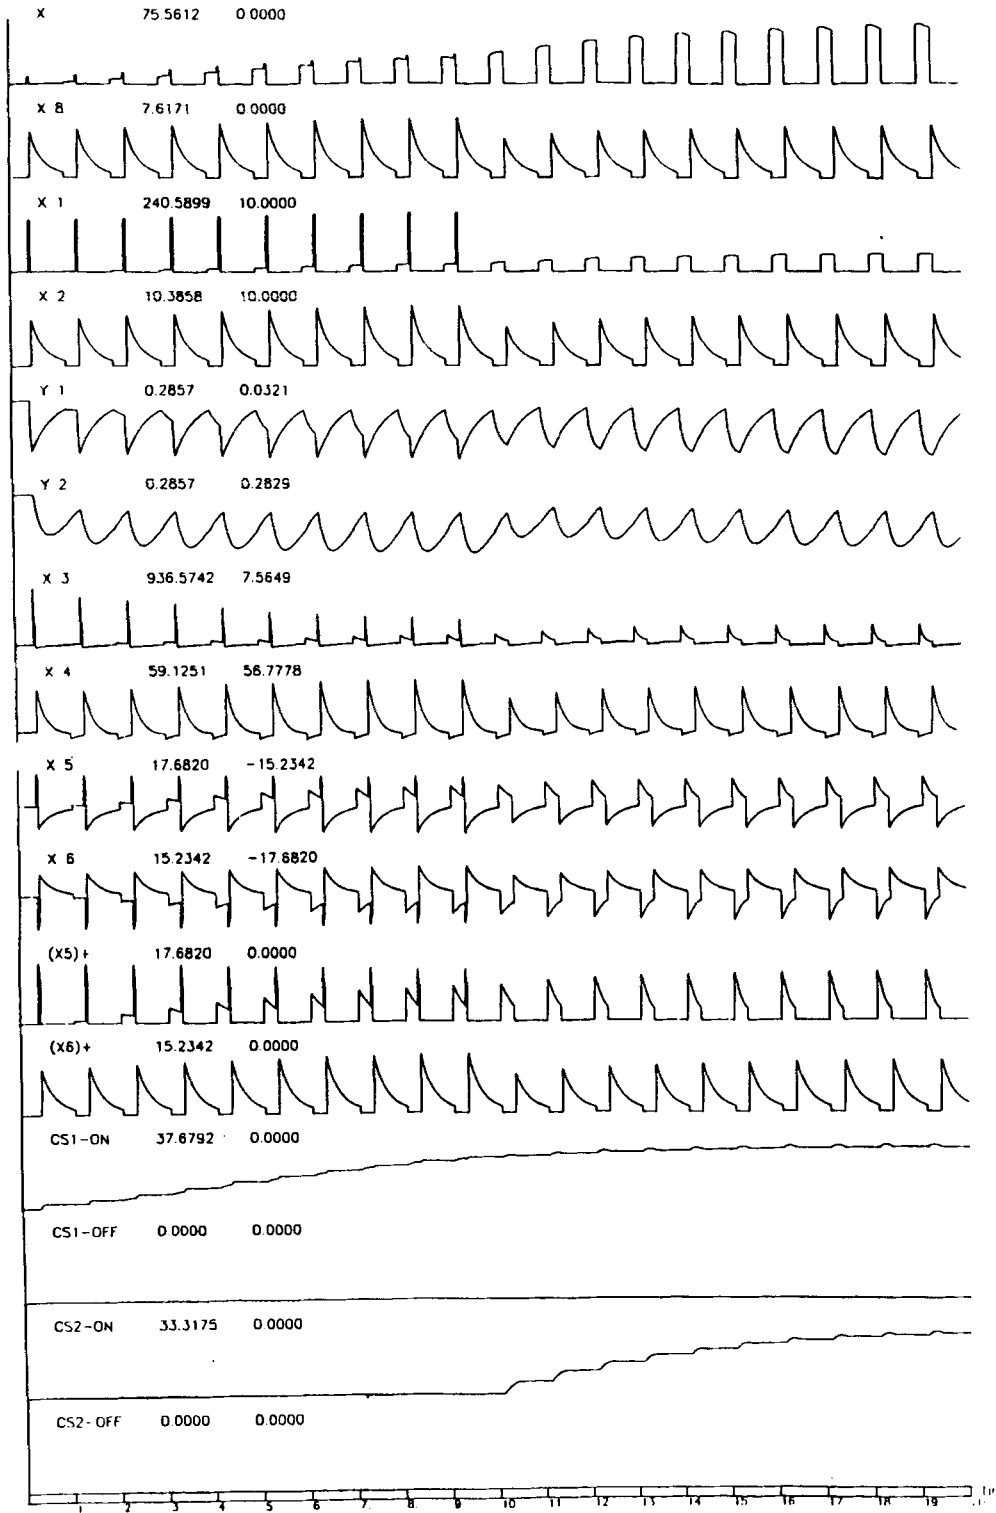 X 75.5612 0.0000
X 8 7.6171 0.0000
X 1 240.5899 10.0000
X 2 10.3858 10.0000
Y 1 0.2857 0.0321
Y 2 0.2857 0.2829
X 3 936.5742 7.5649
X 4 59.1251 56.7778
X 5 17.6820 -15.2342
X 6 15.2342 -17.6820
(X5)+ 17.6820 0.0000
(X6)+ 15.2342 0.0000
CS1-ON 37.6792 0.0000
CS1-OFF 0.0000 0.0000
CS2-ON 33.3175 0.0000
CS2-OFF 0.0000 0.0000
1 2 3 4 5 6 7 8 9 10 11 12 13 14 15 16 17 18 19